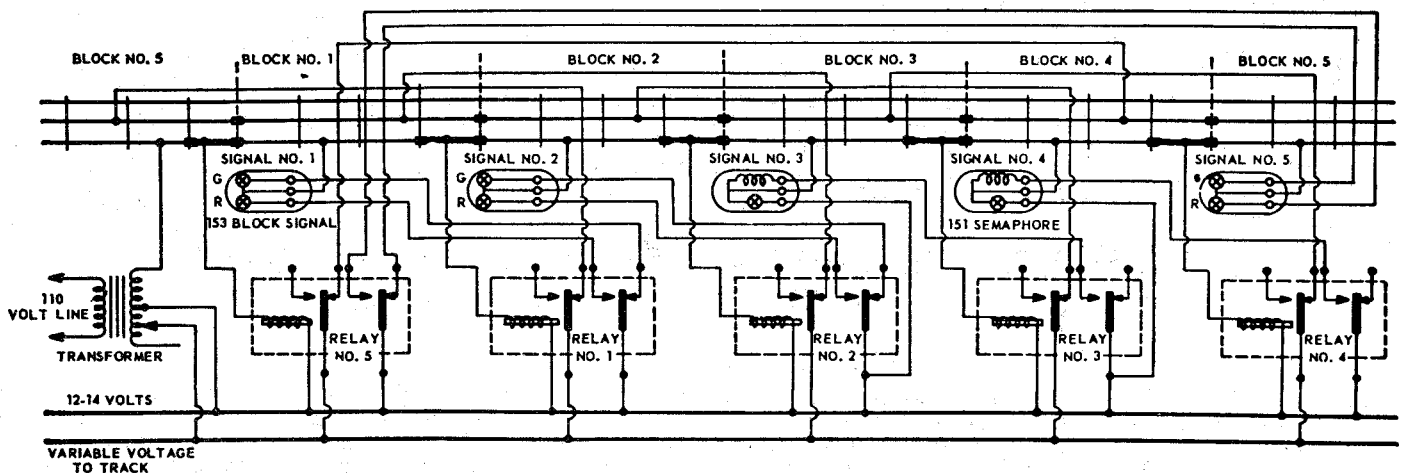 BLOCK NO. 5
BLOCK NO. 1
BLOCK NO. 2
BLOCK NO. 3
BLOCK NO. 4
BLOCK NO. 5
SIGNAL NO. 1
G
R
153 BLOCK SIGNAL
SIGNAL NO. 2
G
R
SIGNAL NO. 3
SIGNAL NO. 4
151 SEMAPHORE
SIGNAL NO. 5
G
R
110
VOLT LINE
TRANSFORMER
RELAY
NO. 5
RELAY
NO. 1
RELAY
NO. 2
RELAY
NO. 3
RELAY
NO. 4
12-14 VOLTS
VARIABLE VOLTAGE
TO TRACK